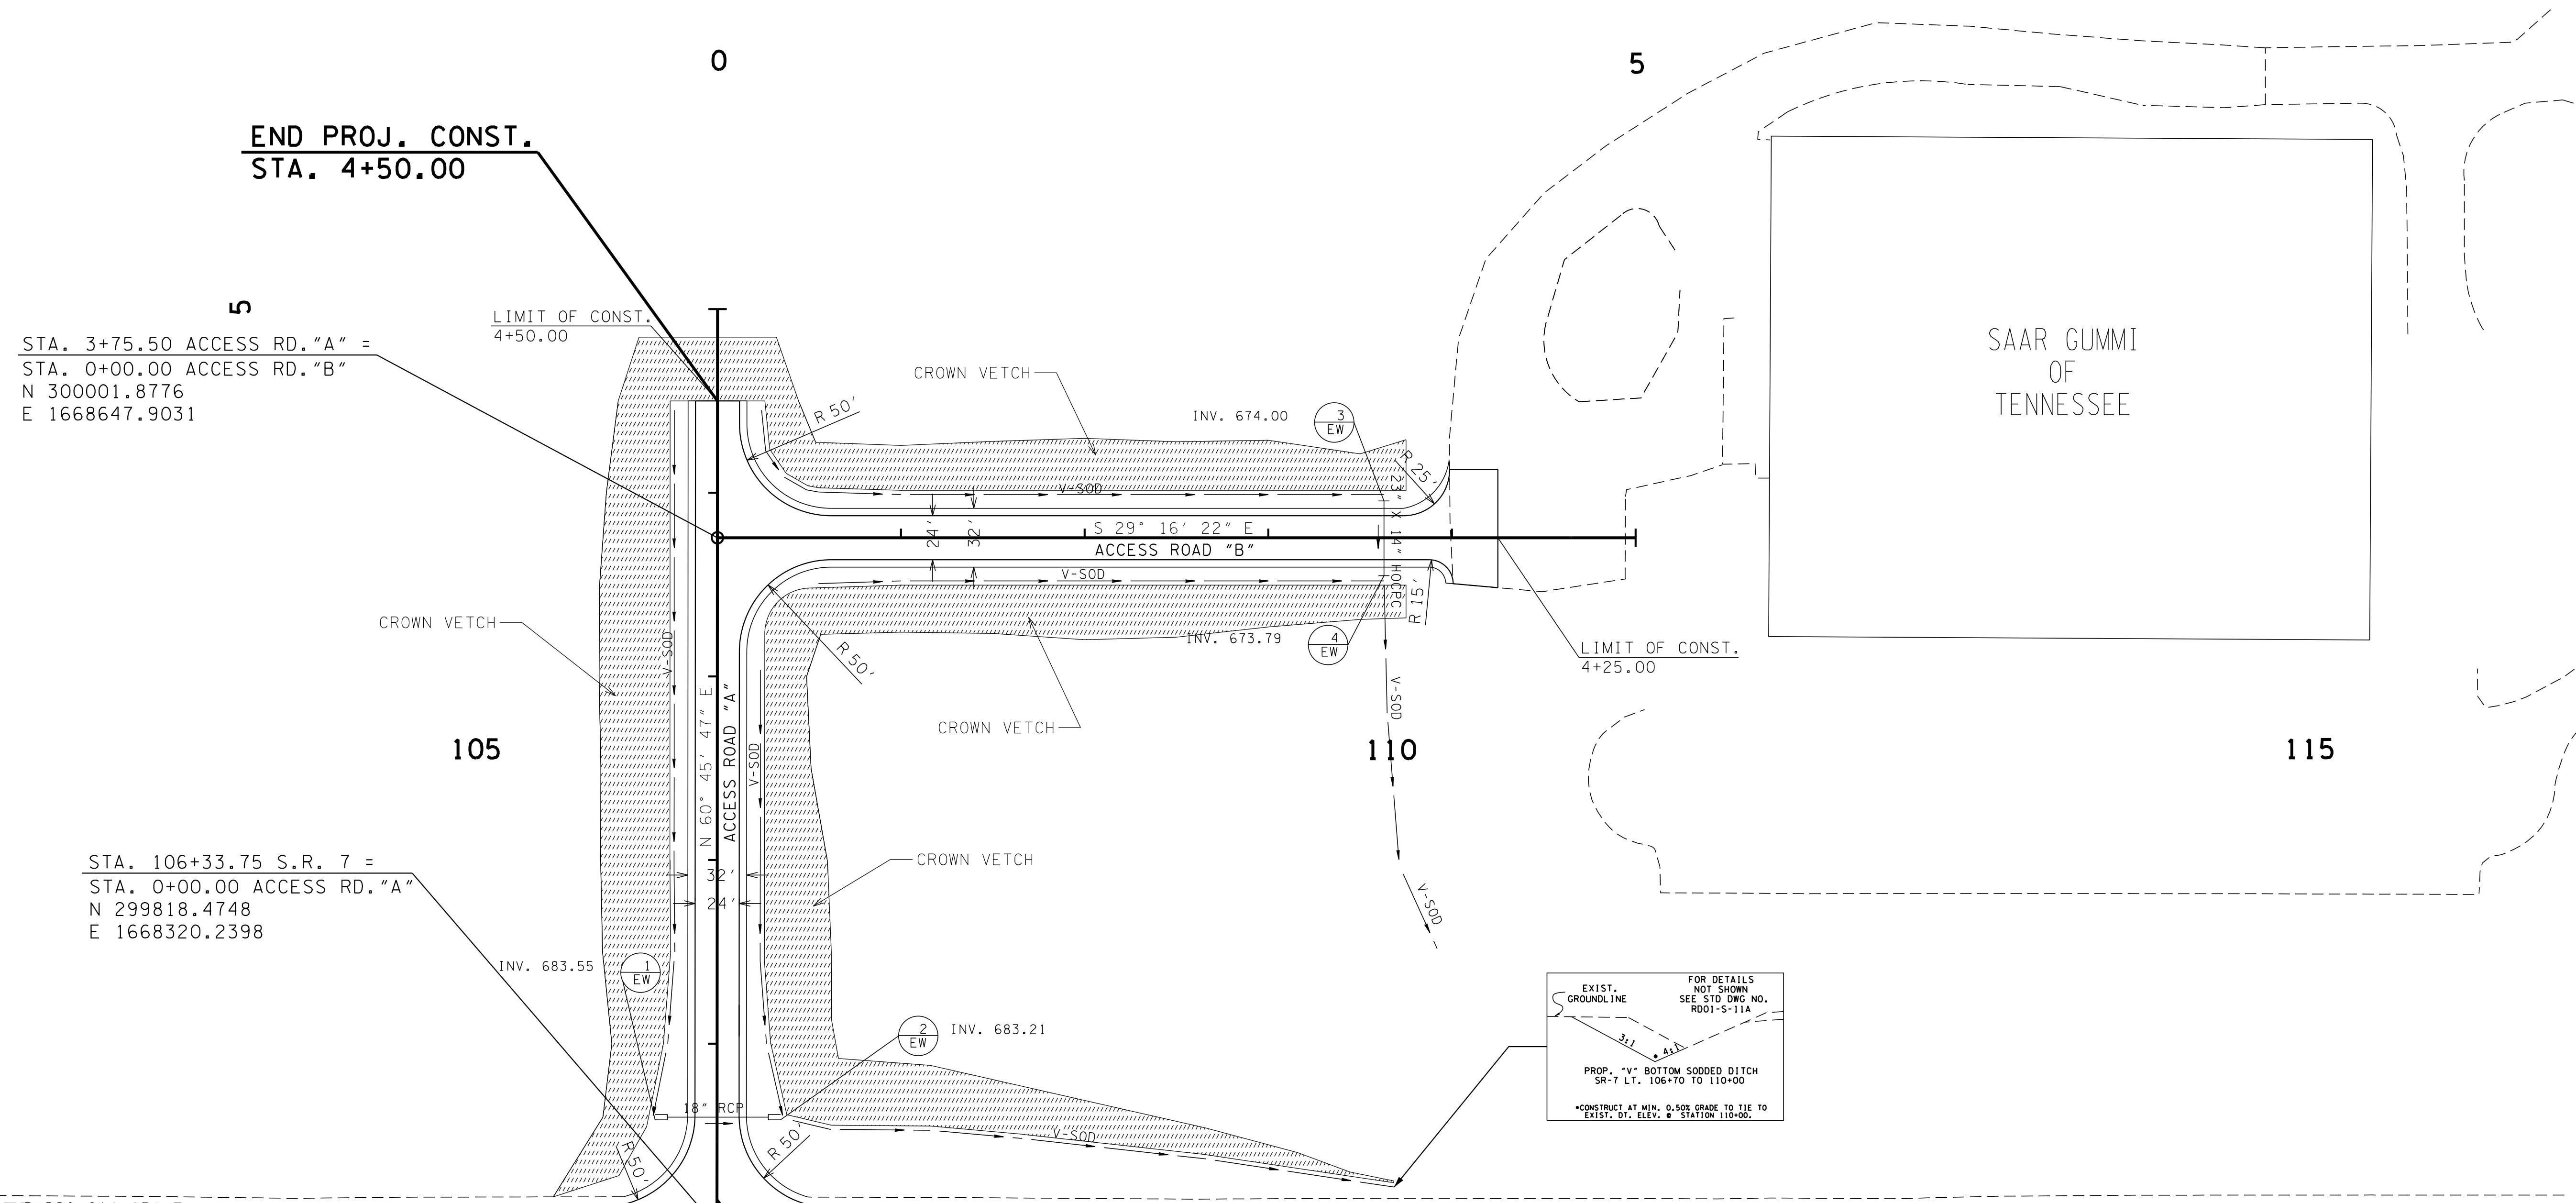 0
5
END PROJ. CONST.
STA. 4+50.00
5
LIMIT OF CONST.
4+50.00
STA. 3+75.50 ACCESS RD."A" =
STA. 0+00.00 ACCESS RD."B"
N 300001.8776
E 1668647.9031
CROWN VETCH
R 50'
INV. 674.00
3
EW
R 25'
SAAR GUMMI
OF
TENNESSEE
V-SOD
24'
32'
S 29° 16' 22" E
ACCESS ROAD "B"
V-SOD
23" X 14" HOCPC
R 15'
CROWN VETCH
V-SOD
R 50'
INV. 673.79
4
EW
LIMIT OF CONST.
4+25.00
CROWN VETCH
V-SOD
N 60° 45' 47" E
ACCESS ROAD "A"
V-SOD
105
110
115
STA. 106+33.75 S.R. 7 =
STA. 0+00.00 ACCESS RD."A"
N 299818.4748
E 1668320.2398
32'
24'
CROWN VETCH
V-SOD
INV. 683.55
1
EW
2
EW
INV. 683.21
EXIST.
GROUNDLINE
FOR DETAILS
NOT SHOWN
SEE STD DWG NO.
RD01-S-11A
3:1
4:1
PROP. "V" BOTTOM SODDED DITCH
SR-7 LT. 106+70 TO 110+00
*CONSTRUCT AT MIN. 0.50% GRADE TO TIE TO
EXIST. DT. ELEV. @ STATION 110+00.
18" RCP
R 50'
R 50'
V-SOD